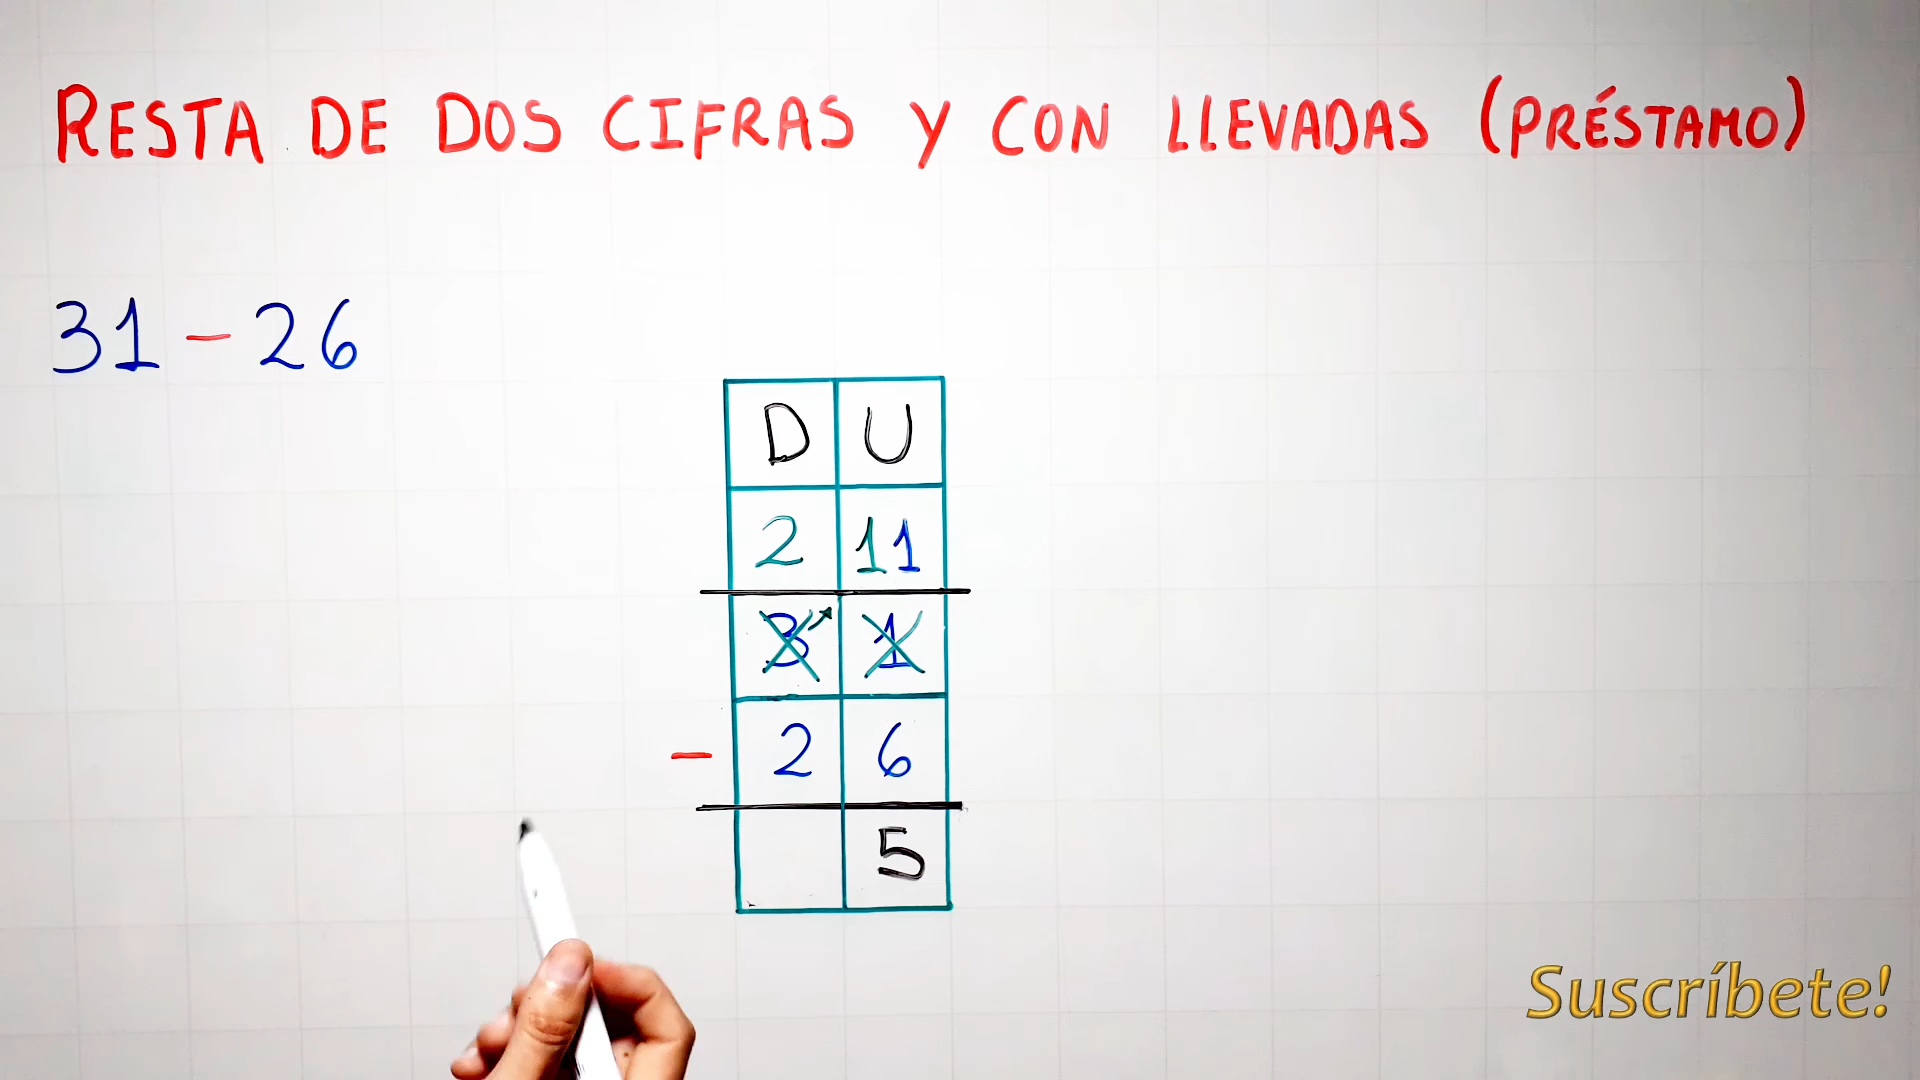 RESTA DE DOS CIFRAS Y CON LLEVADAS (PRÉSTAMO)
31 - 26
D U
2 11
3 1
- 2 6
5
Suscríbete!